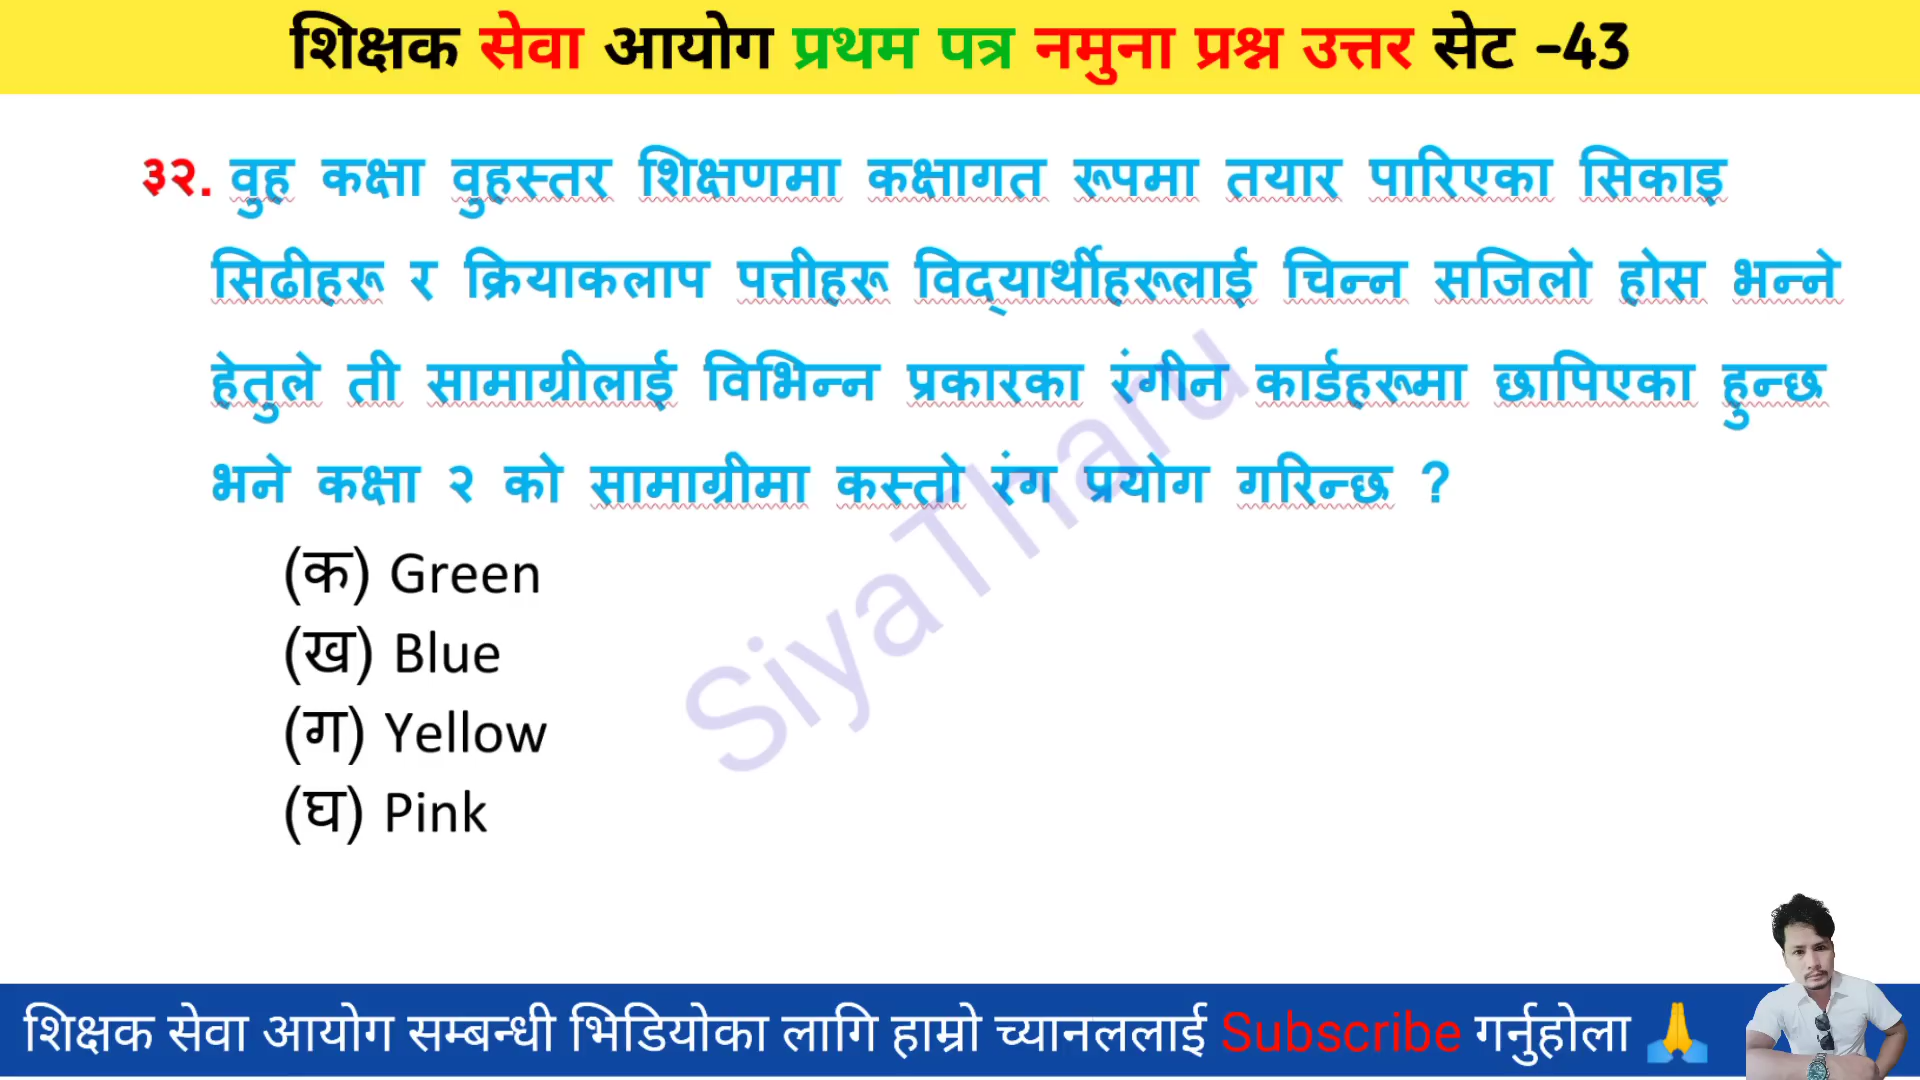 शिक्षक सेवा आयोग प्रथम पत्र नमुना प्रश्न उत्तर सेट -43
३२. वुह कक्षा वुहस्तर शिक्षणमा कक्षागत रूपमा तयार पारिएका सिकाइ
सिढीहरू र क्रियाकलाप पत्तीहरू विद्‌यार्थीहरूलाई चिन्न सजिलो होस भन्ने
हेतुले ती सामाग्रीलाई विभिन्न प्रकारका रंगीन कार्डहरूमा छापिएका हुन्छ
भने कक्षा २ को सामाग्रीमा कस्तो रंग प्रयोग गरिन्छ ?
(क) Green
(ख) Blue
(ग) Yellow
(घ) Pink
SiyaTharu
शिक्षक सेवा आयोग सम्बन्धी भिडियोका लागि हाम्रो च्यानललाई Subscribe गर्नुहोला 🙏